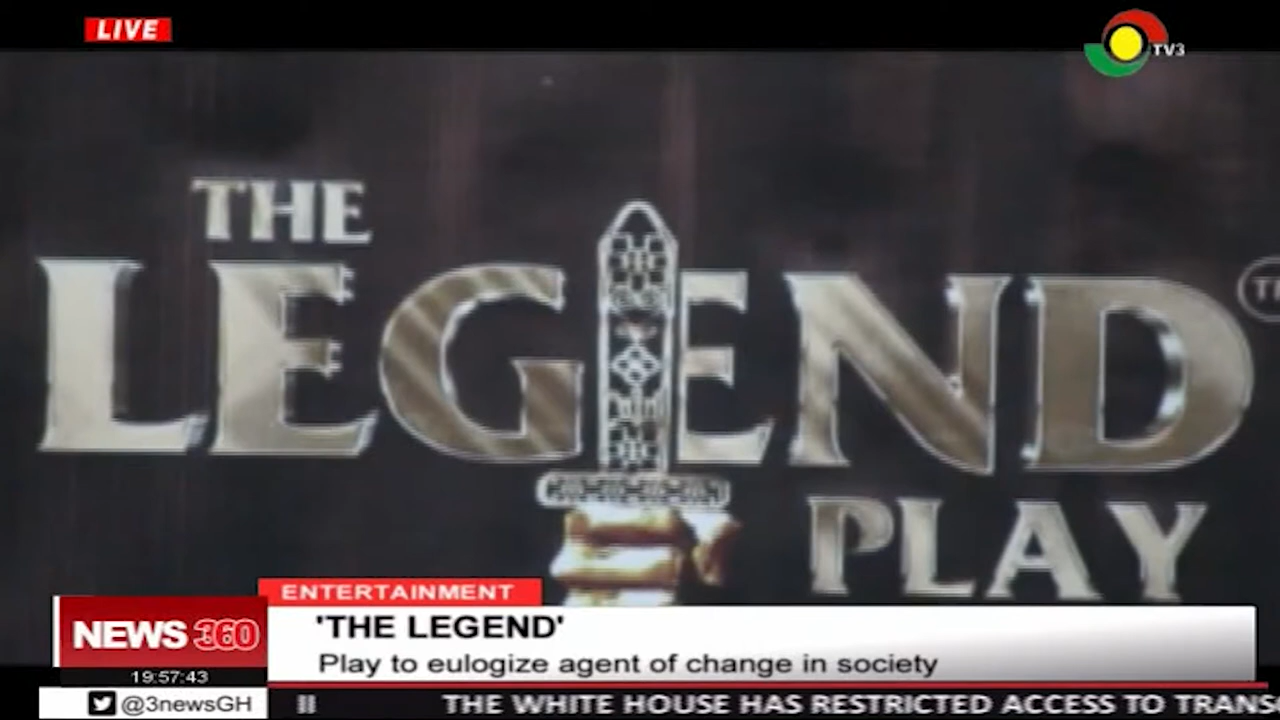 LIVE
TV3
THE
LEGEND
PLAY
ENTERTAINMENT
NEWS 360
'THE LEGEND'
Play to eulogize agent of change in society
19:57:43
@3newsGH
THE WHITE HOUSE HAS RESTRICTED ACCESS TO